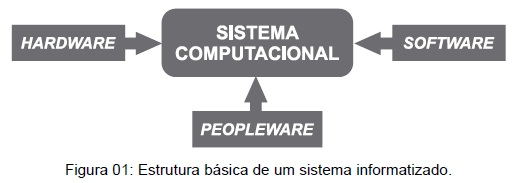 HARDWARE
SISTEMA
COMPUTACIONAL
SOFTWARE
PEOPLEWARE
Figura 01: Estrutura básica de um sistema informatizado.